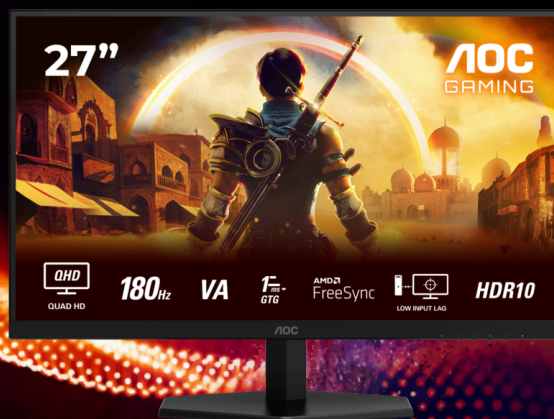 27”
AOC
GAMING
QHD
QUAD HD
180Hz
VA
1ms
GTG
AMD
FreeSync
LOW INPUT LAG
HDR10
AOC